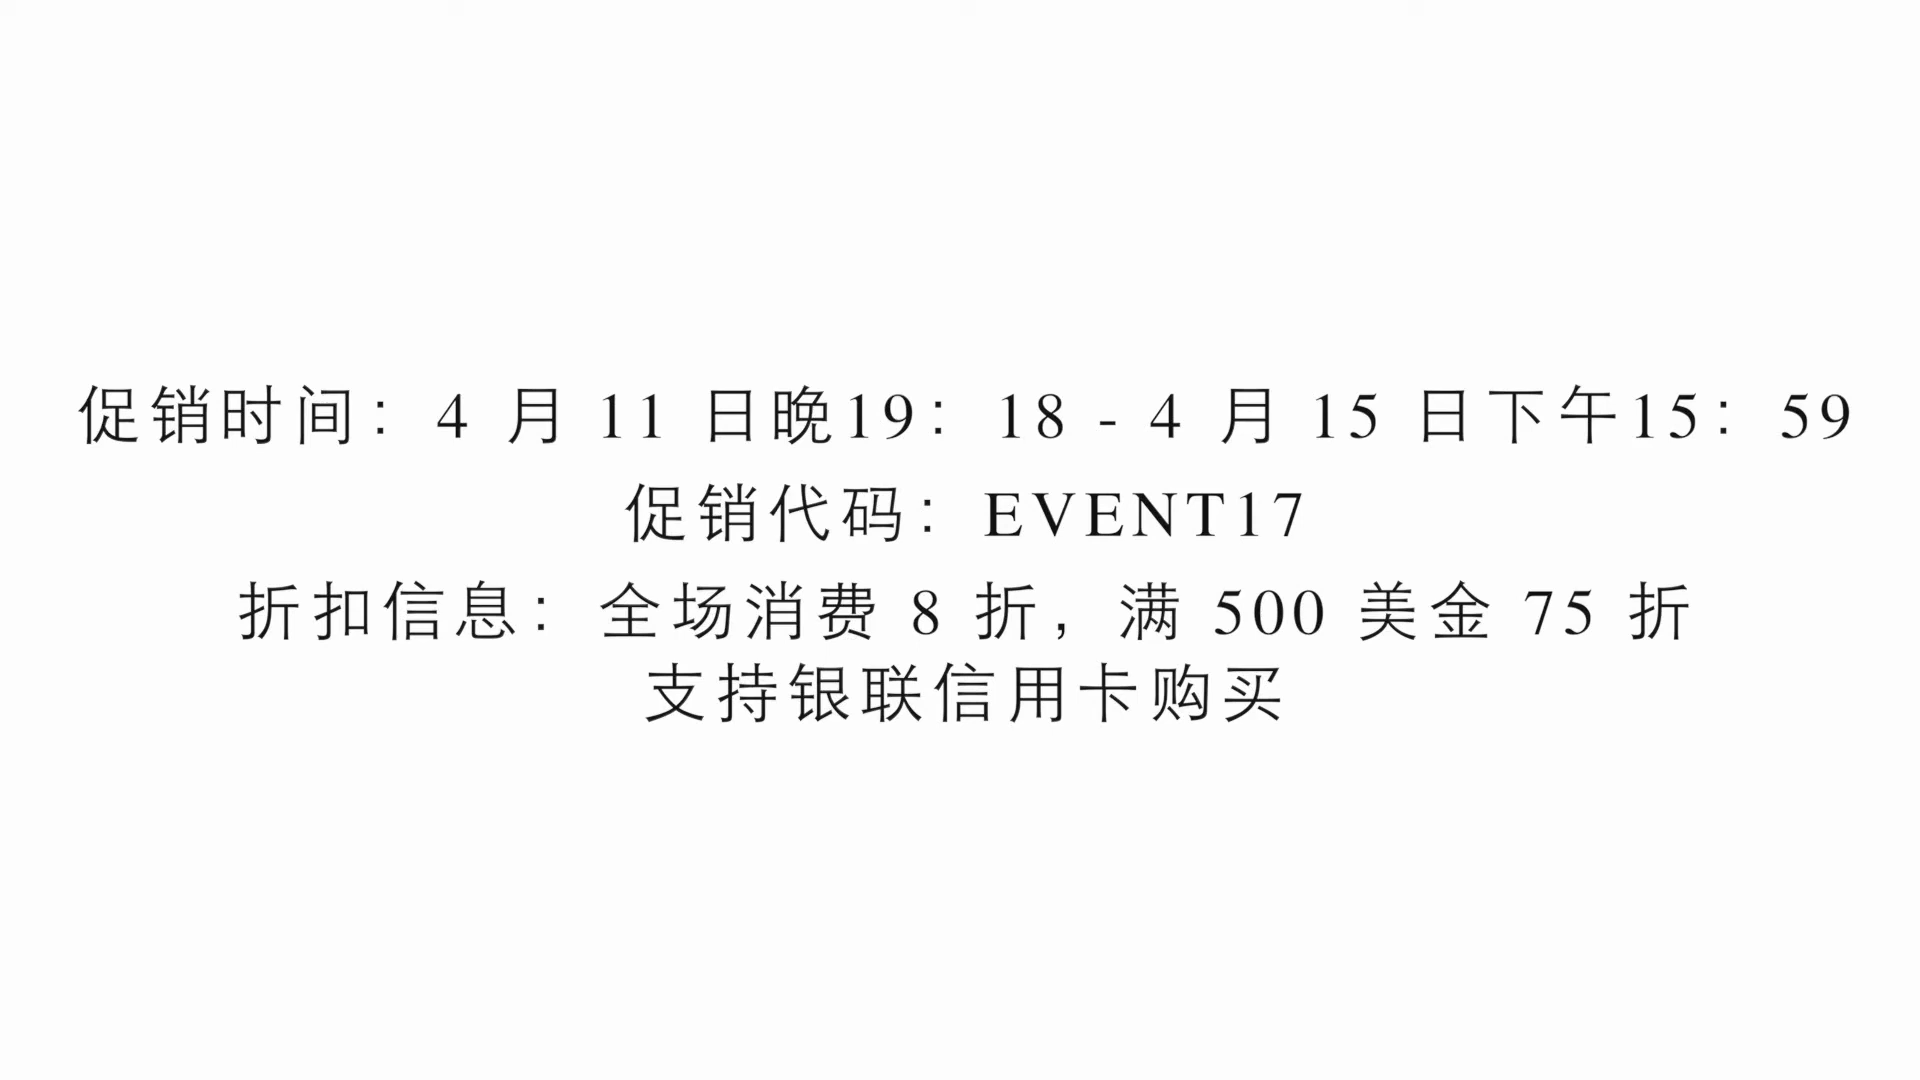 促销时间：4 月 11 日晚19：18 - 4 月 15 日下午15：59
促销代码：EVENT17
折扣信息：全场消费 8 折，满 500 美金 75 折
支持银联信用卡购买